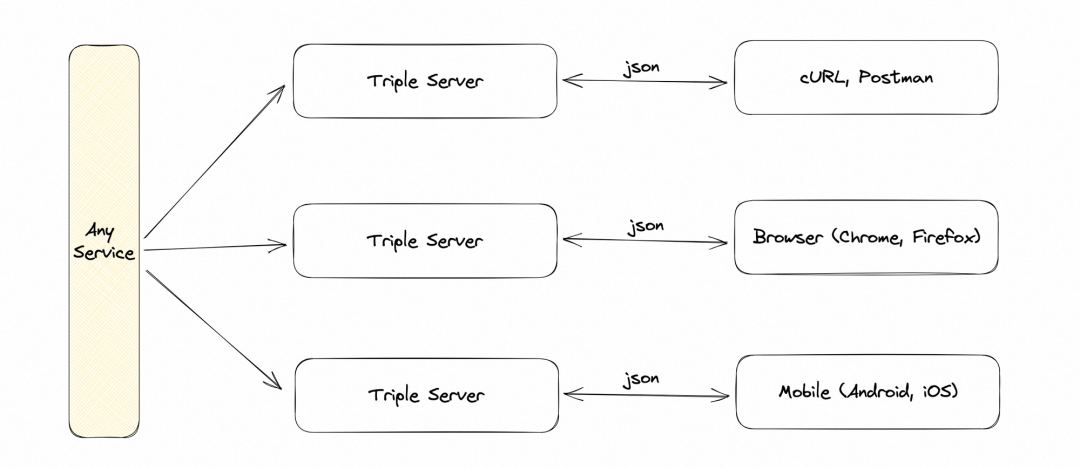 Any
Service
Triple Server
json
cURL, Postman
Triple Server
json
Browser (Chrome, Firefox)
Triple Server
json
Mobile (Android, iOS)